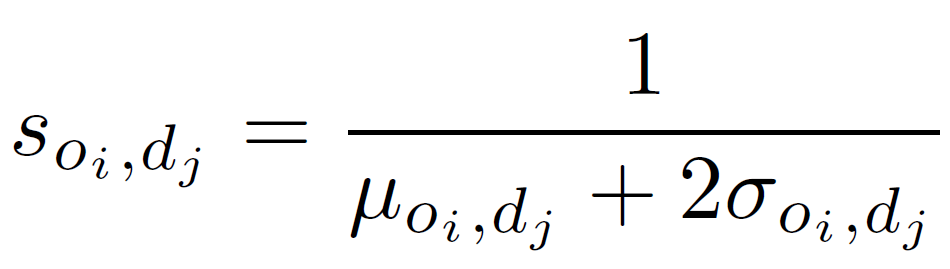 s_{o_i,d_j} = \frac{1}{\mu_{o_i,d_j} + 2\sigma_{o_i,d_j}}